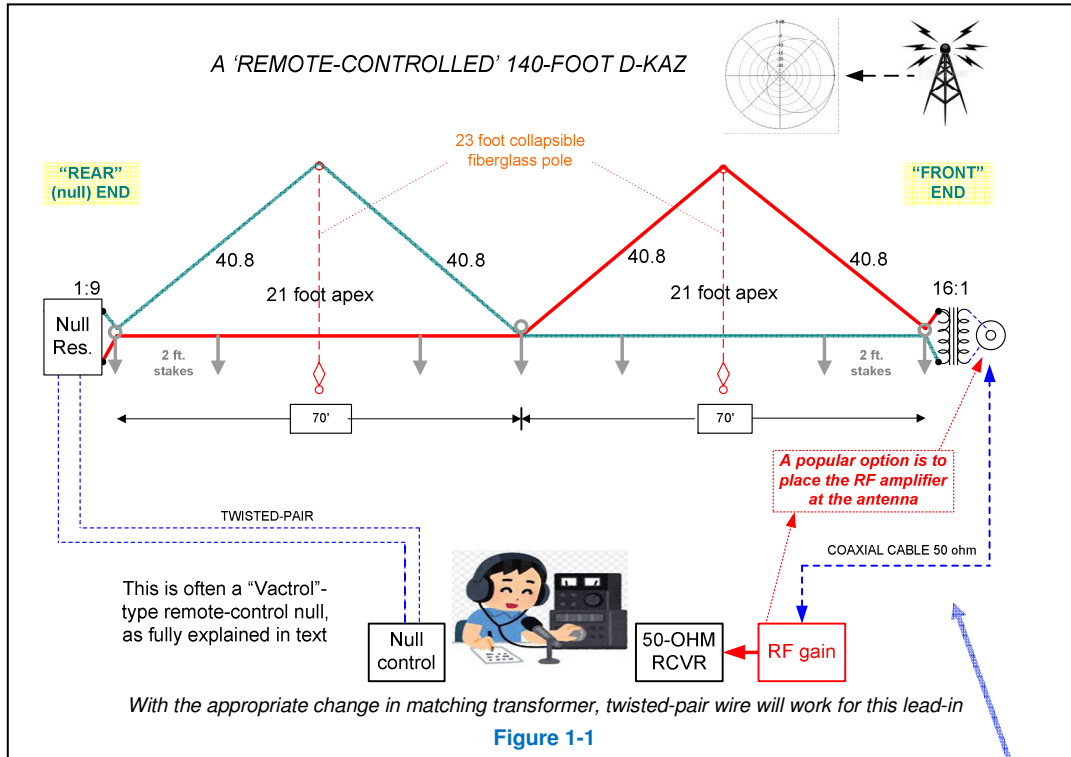 A 'REMOTE-CONTROLLED' 140-FOOT D-KAZ
0 dB
23 foot collapsible
fiberglass pole
"REAR"
(null) END
"FRONT"
END
40.8
40.8
40.8
40.8
1:9
21 foot apex
21 foot apex
16:1
Null
Res.
2 ft.
stakes
2 ft.
stakes
70'
70'
A popular option is to
place the RF amplifier
at the antenna
TWISTED-PAIR
COAXIAL CABLE 50 ohm
This is often a "Vactrol"-
type remote-control null,
as fully explained in text
Null
control
50-OHM
RCVR
RF gain
With the appropriate change in matching transformer, twisted-pair wire will work for this lead-in
Figure 1-1